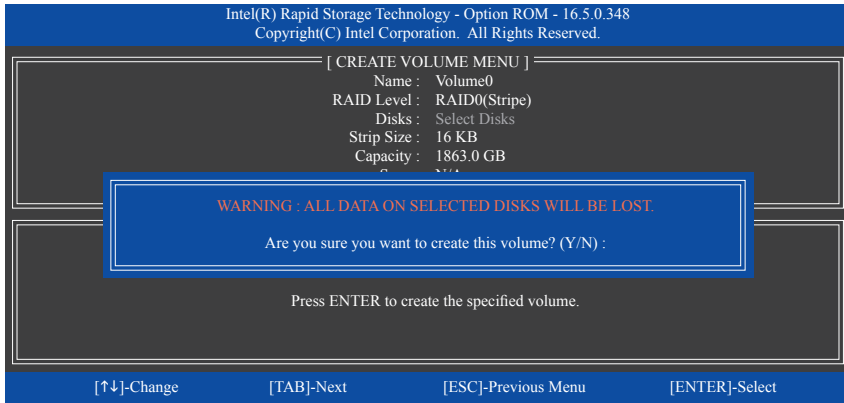 Intel(R) Rapid Storage Technology - Option ROM - 16.5.0.348
Copyright(C) Intel Corporation. All Rights Reserved.
[ CREATE VOLUME MENU ]
Name : Volume0
RAID Level : RAID0(Stripe)
Disks : Select Disks
Strip Size : 16 KB
Capacity : 1863.0 GB
WARNING : ALL DATA ON SELECTED DISKS WILL BE LOST.
Are you sure you want to create this volume? (Y/N) :
Press ENTER to create the specified volume.
[↑↓]-Change [TAB]-Next [ESC]-Previous Menu [ENTER]-Select